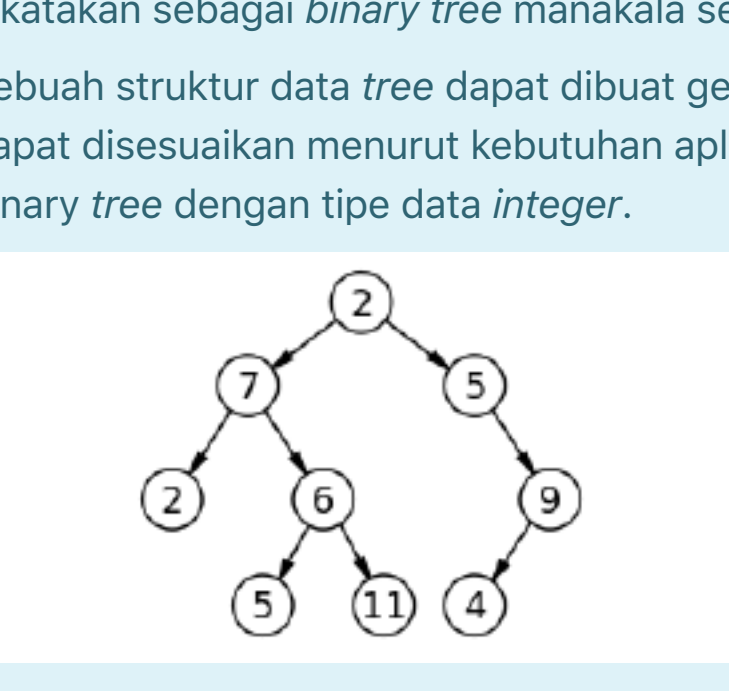 katakan sebagai binary tree manakala se
ebuah struktur data tree dapat dibuat ge
apat disesuaikan menurut kebutuhan apl
nary tree dengan tipe data integer.
2
7 5
2 6 9
5 11 4